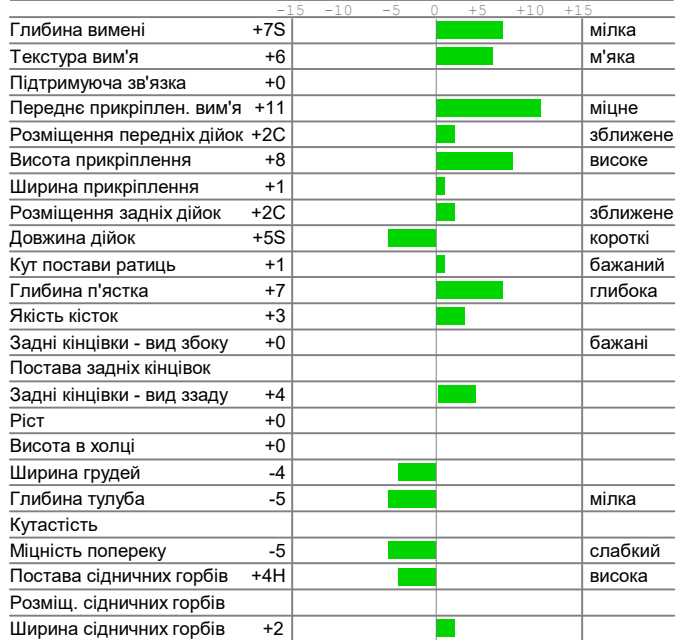 -15 -10 -5 0 +5 +10 +15
Глибина вимені +7S мілка
Текстура вим'я +6 м'яка
Підтримуюча зв'язка +0
Переднє прикріплен. вим'я +11 міцне
Розміщення передніх дійок +2C зближене
Висота прикріплення +8 високе
Ширина прикріплення +1
Розміщення задніх дійок +2C зближене
Довжина дійок +5S короткі
Кут постави ратиць +1 бажаний
Глибина п'ястка +7 глибока
Якість кісток +3
Задні кінцівки - вид збоку +0 бажані
Постава задніх кінцівок
Задні кінцівки - вид ззаду +4
Ріст +0
Висота в холці +0
Ширина грудей -4
Глибина тулуба -5 мілка
Кутастість
Міцність попереку -5 слабкий
Постава сідничних горбів +4H висока
Розміщ. сідничних горбів
Ширина сідничних горбів +2